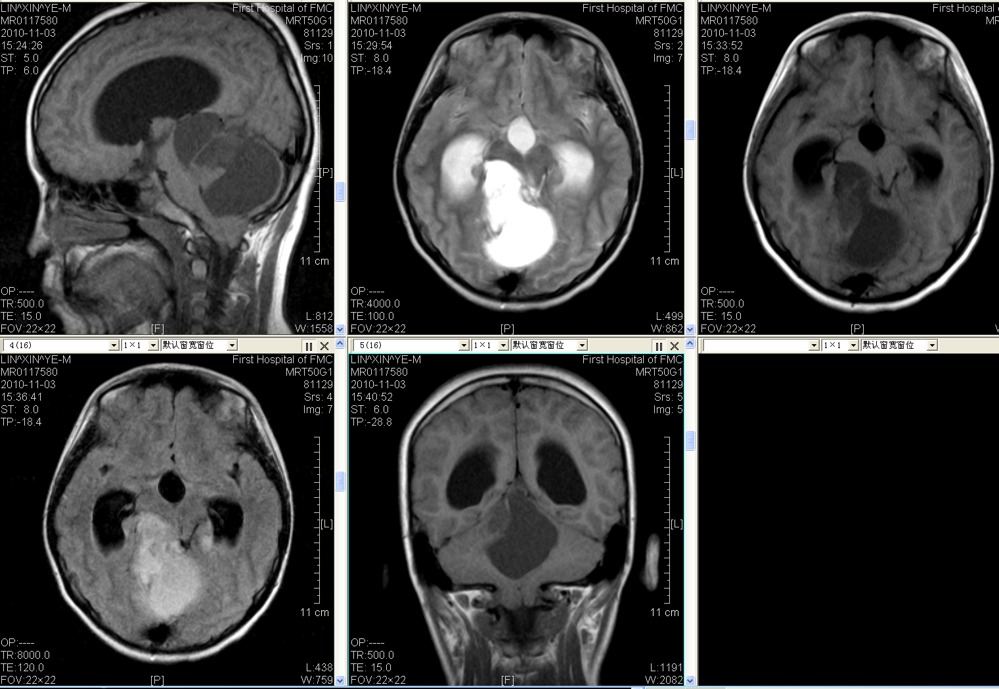 LIN^XIN^YE-M First Hospital of FMC
MR0117580 MRT50G1
2010-11-03 81129
15:24:26 Srs: 1
ST: 5.0 Img:10
TP: 6.0
[P]
11 cm
OP:----
TR:500.0
TE: 15.0 L:812
FOV:22×22 [F] W:1558
LIN^XIN^YE-M First Hospital of FMC
MR0117580 MRT50G1
2010-11-03 81129
15:29:54 Srs: 2
ST: 8.0 Img: 7
TP:-18.4
[L]
11 cm
OP:----
TR:4000.0
TE:100.0 L:499
FOV:22×22 [P] W:862
LIN^XIN^YE-M First Hospital
MR0117580 MR
2010-11-03
15:33:52
ST: 8.0
TP:-18.4
OP:----
TR:500.0
TE: 15.0
FOV:22×22 [P]
4(16) 1×1 默认窗宽窗位
LIN^XIN^YE-M First Hospital of FMC
MR0117580 MRT50G1
2010-11-03 81129
15:36:41 Srs: 4
ST: 8.0 Img: 7
TP:-18.4
[L]
11 cm
OP:----
TR:8000.0
TE:120.0 L:438
FOV:22×22 [P] W:759
5(16) 1×1 默认窗宽窗位
LIN^XIN^YE-M First Hospital of FMC
MR0117580 MRT50G1
2010-11-03 81129
15:40:52 Srs: 5
ST: 6.0 Img: 5
TP:-28.8
[L]
11 cm
OP:----
TR:500.0
TE: 15.0 L:1191
FOV:22×22 [F] W:2082
1×1 默认窗宽窗位